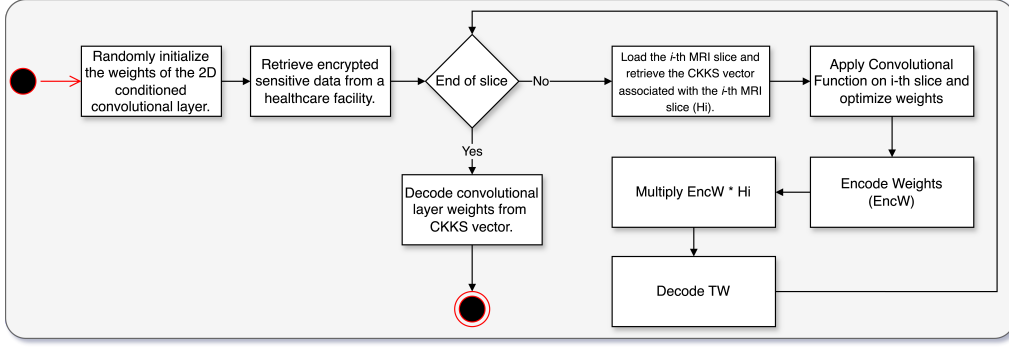 Randomly initialize
the weights of the 2D
conditioned
convolutional layer.
Retrieve encrypted
sensitive data from a
healthcare facility.
End of slice
No
Load the i-th MRI slice and
retrieve the CKKS vector
associated with the i-th MRI
slice (Hi).
Apply Convolutional
Function on i-th slice and
optimize weights
Yes
Decode convolutional
layer weights from
CKKS vector.
Multiply EncW * Hi
Encode Weights
(EncW)
Decode TW